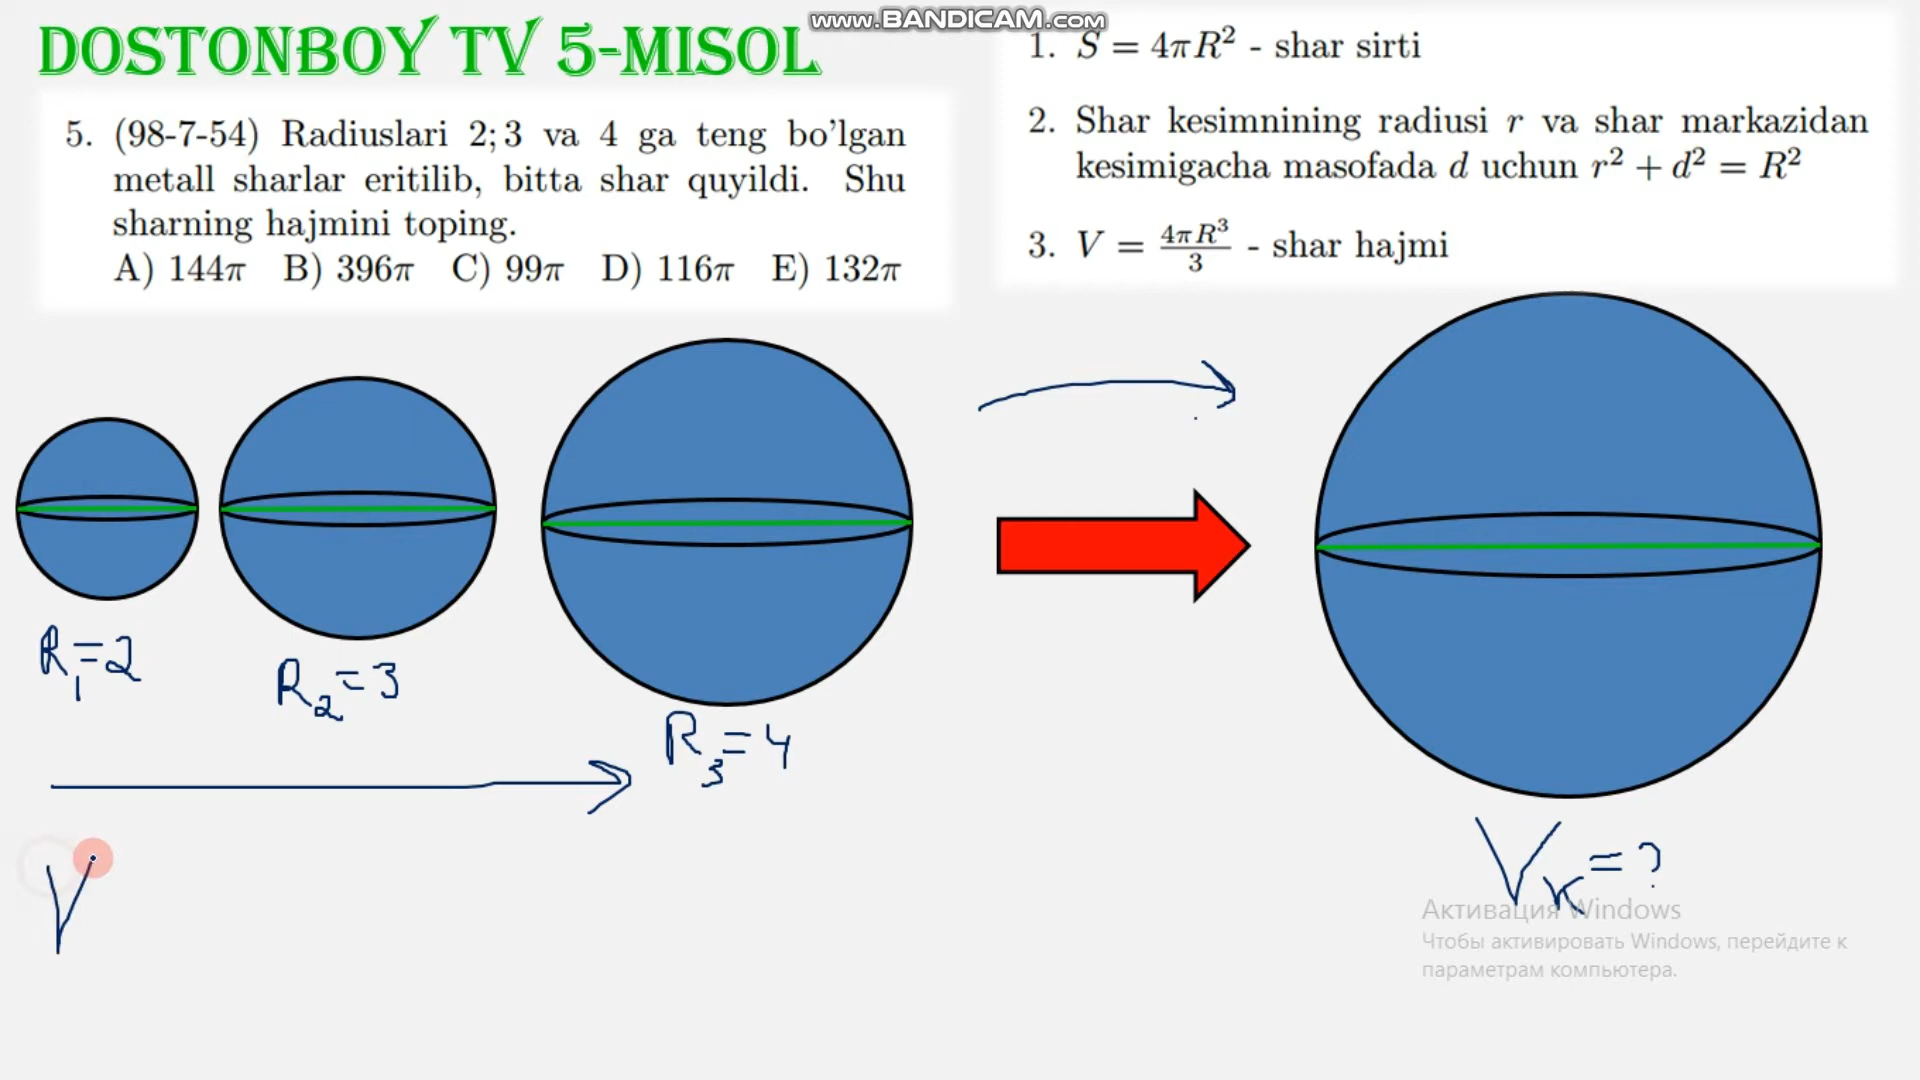 www.BANDICAM.com
DOSTONBOY TV 5-MISOL
5. (98-7-54) Radiuslari 2; 3 va 4 ga teng bo'lgan
metall sharlar eritilib, bitta shar quyildi. Shu
sharning hajmini toping.
A) 144π B) 396π C) 99π D) 116π E) 132π
1. S = 4πR² - shar sirti
2. Shar kesimnining radiusi r va shar markazidan
kesimigacha masofada d uchun r² + d² = R²
3. V = 4πR³/3 - shar hajmi
R₁=2
R₂=3
R₃=4
V
Vₖ=?
Активация Windows
Чтобы активировать Windows, перейдите к
параметрам компьютера.